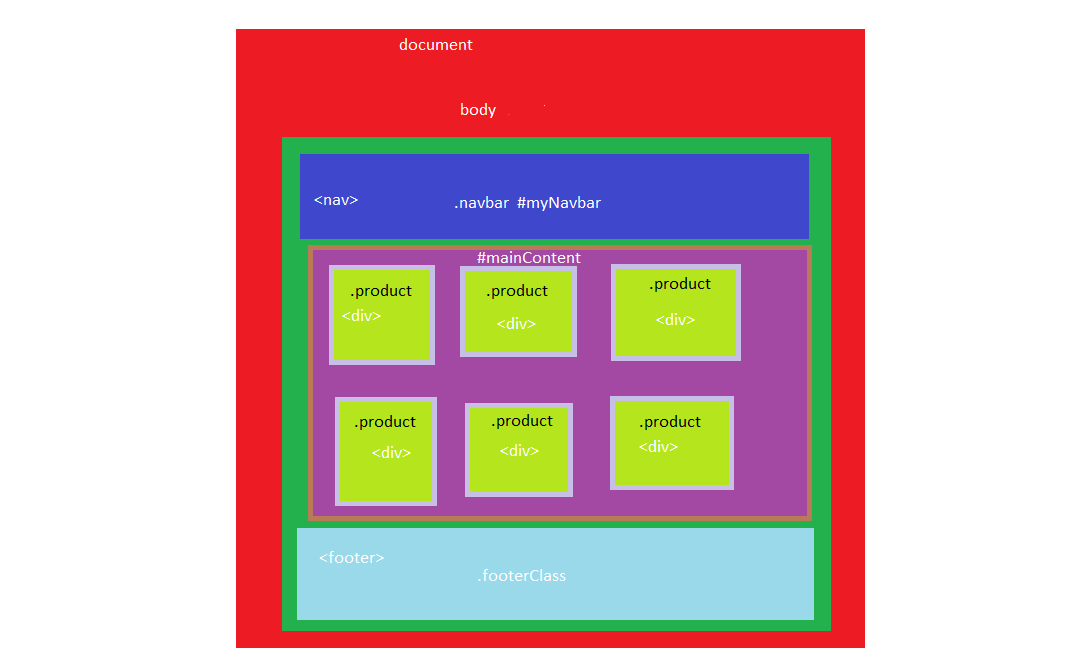 document
body
<nav>
.navbar #myNavbar
#mainContent
.product
<div>
.product
<div>
.product
<div>
.product
<div>
.product
<div>
.product
<div>
<footer>
.footerClass